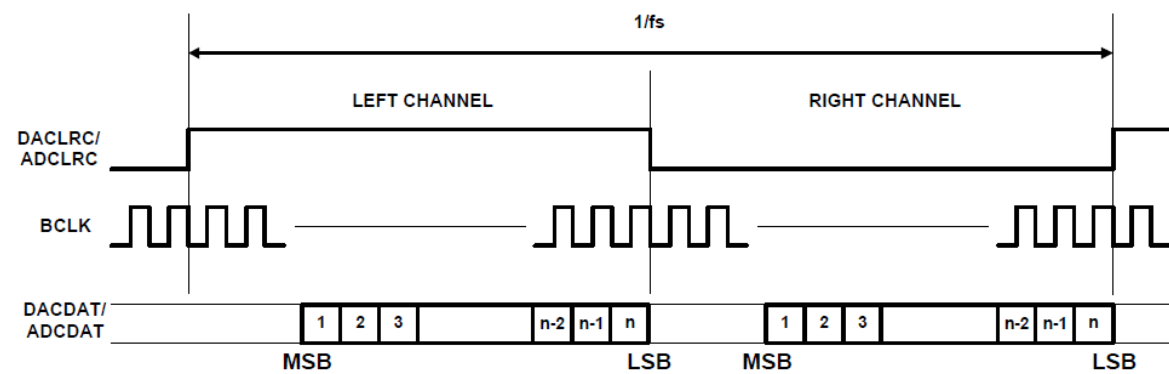 1/fs
LEFT CHANNEL
RIGHT CHANNEL
DACLRC/
ADCLRC
BCLK
DACDAT/
ADCDAT
1 2 3 n-2 n-1 n 1 2 3 n-2 n-1 n
MSB LSB MSB LSB